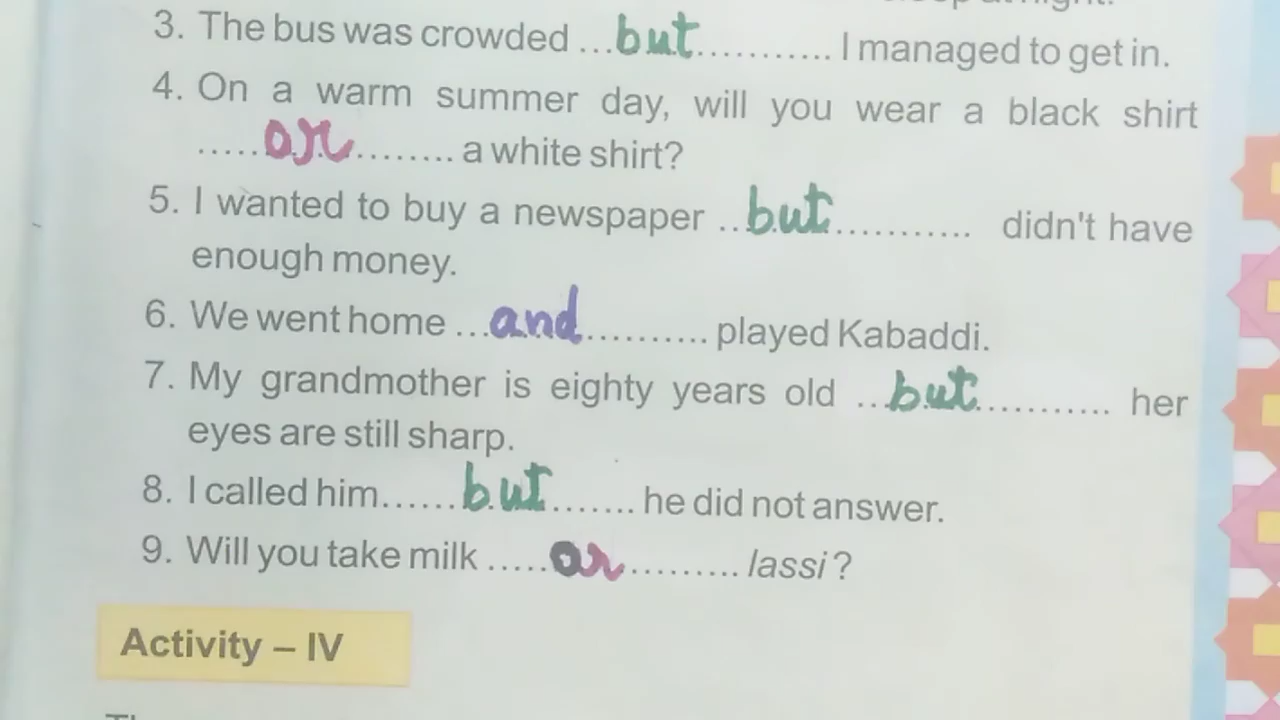 3. The bus was crowded ...but............ I managed to get in.
4. On a warm summer day, will you wear a black shirt
.....or......... a white shirt?
5. I wanted to buy a newspaper ..but........... didn't have
enough money.
6. We went home ...and.......... played Kabaddi.
7. My grandmother is eighty years old ...but........... her
eyes are still sharp.
8. I called him......but....... he did not answer.
9. Will you take milk .....or.......... lassi ?
Activity – IV